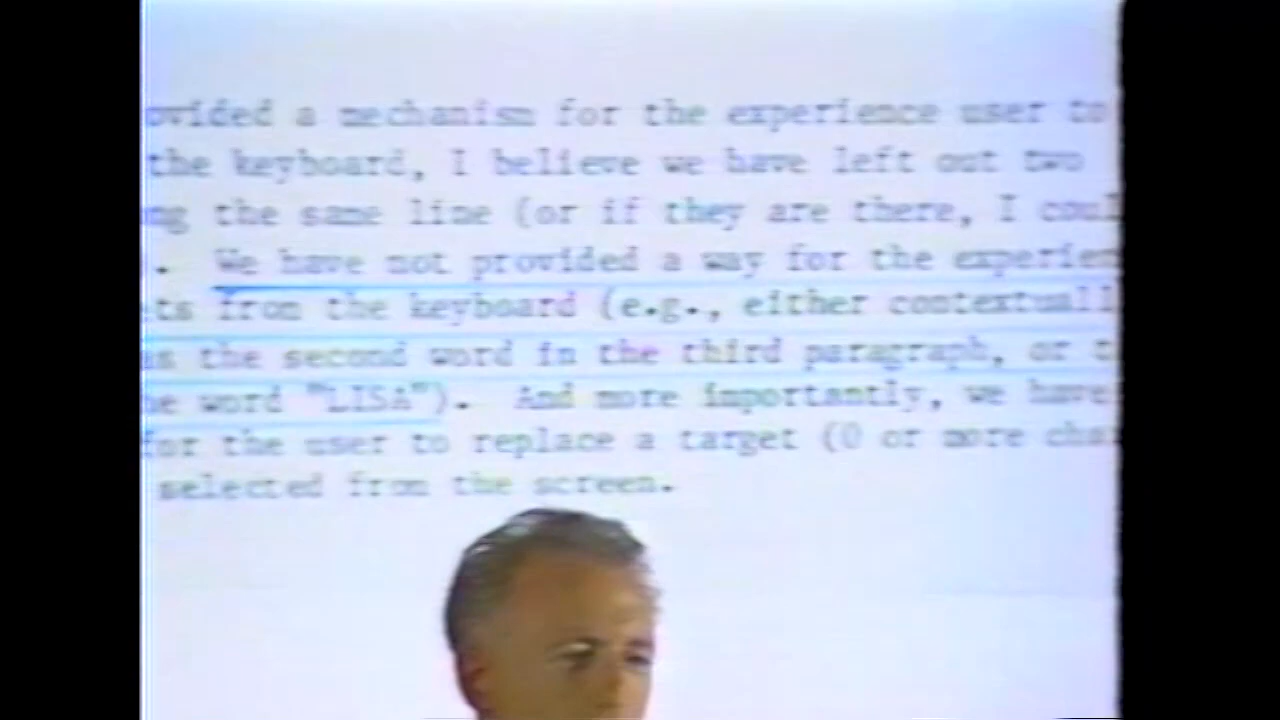 ovided a mechanism for the experience user to
the keyboard, I believe we have left out two
ng the same line (or if they are there, I coul
. We have not provided a way for the experien
ts from the keyboard (e.g., either contextuall
as the second word in the third paragraph, or t
e word "LISA"). And more importantly, we have
for the user to replace a target (0 or more cha
selected from the screen.